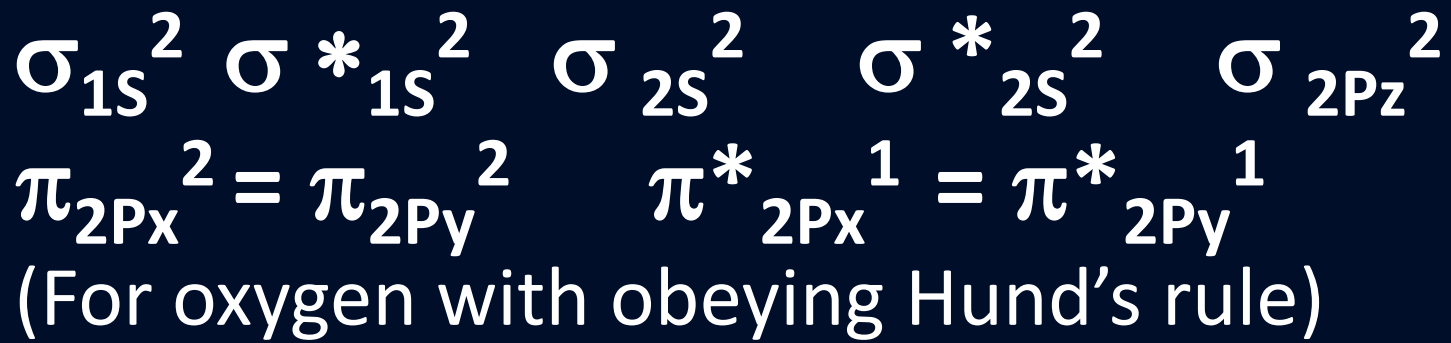 σ₁S² σ *₁S² σ ₂S² σ *₂S² σ ₂Pz²
π₂Px² = π₂Py² π*₂Px¹ = π*₂Py¹
(For oxygen with obeying Hund’s rule)